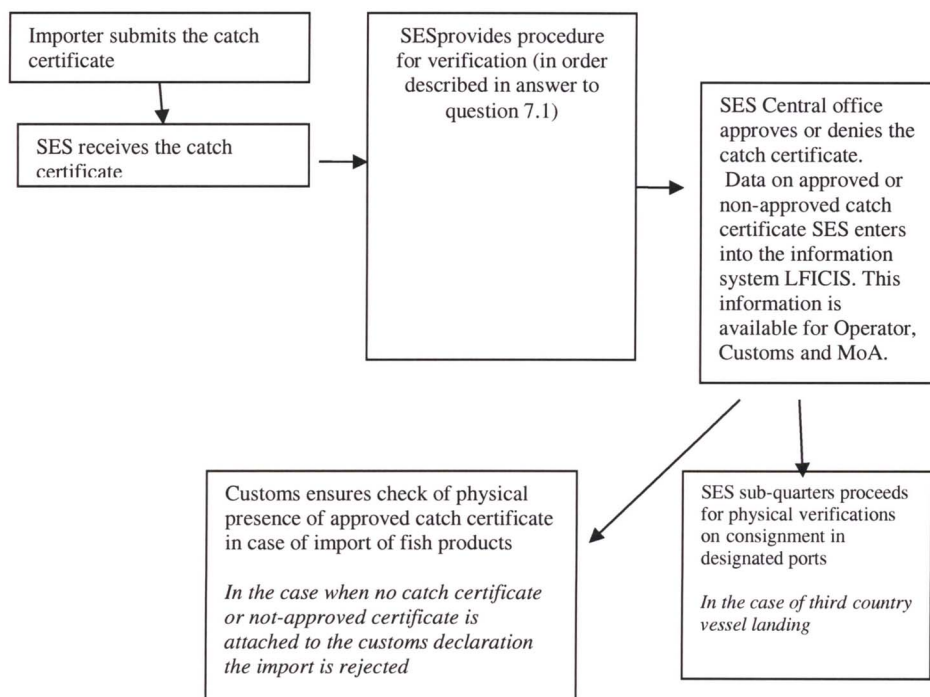 Importer submits the catch
certificate
SES receives the catch
certificate
SESprovides procedure
for verification (in order
described in answer to
question 7.1)
SES Central office
approves or denies the
catch certificate.
Data on approved or
non-approved catch
certificate SES enters
into the information
system LFICIS. This
information is
available for Operator,
Customs and MoA.
Customs ensures check of physical
presence of approved catch certificate
in case of import of fish products
In the case when no catch certificate
or not-approved certificate is
attached to the customs declaration
the import is rejected
SES sub-quarters proceeds
for physical verifications
on consignment in
designated ports
In the case of third country
vessel landing